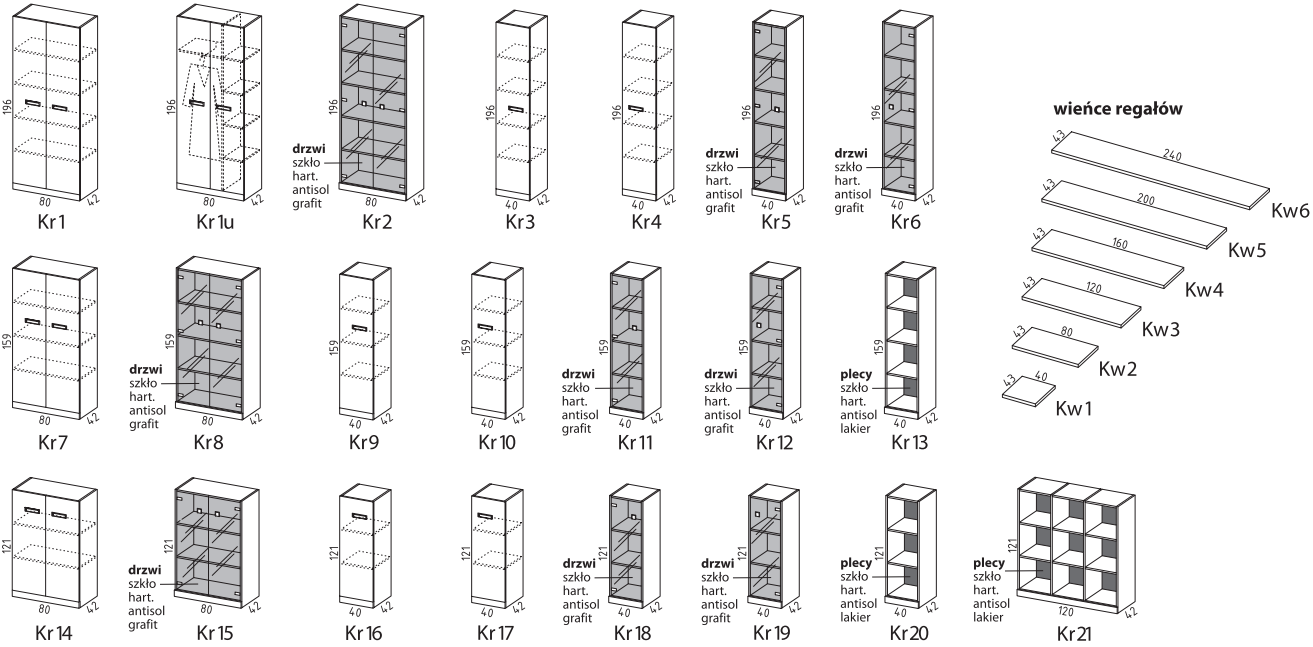 196
80
42
Kr1
196
80
42
Kr1u
196
drzwi
szkło
hart.
antisol
grafit
80
42
Kr2
196
40
42
Kr3
196
40
42
Kr4
196
drzwi
szkło
hart.
antisol
grafit
40
42
Kr5
196
drzwi
szkło
hart.
antisol
grafit
40
42
Kr6
wieńce regałów
43
240
Kw6
43
200
Kw5
43
160
Kw4
43
120
Kw3
43
80
Kw2
43
40
Kw1
159
80
42
Kr7
159
drzwi
szkło
hart.
antisol
grafit
80
42
Kr8
159
40
42
Kr9
159
40
42
Kr10
159
drzwi
szkło
hart.
antisol
grafit
40
42
Kr11
159
drzwi
szkło
hart.
antisol
grafit
40
42
Kr12
159
plecy
szkło
hart.
antisol
lakier
40
42
Kr13
121
80
42
Kr14
121
drzwi
szkło
hart.
antisol
grafit
80
42
Kr15
121
40
42
Kr16
121
40
42
Kr17
121
drzwi
szkło
hart.
antisol
grafit
40
42
Kr18
121
drzwi
szkło
hart.
antisol
grafit
40
42
Kr19
121
plecy
szkło
hart.
antisol
lakier
40
42
Kr20
121
plecy
szkło
hart.
antisol
lakier
120
42
Kr21